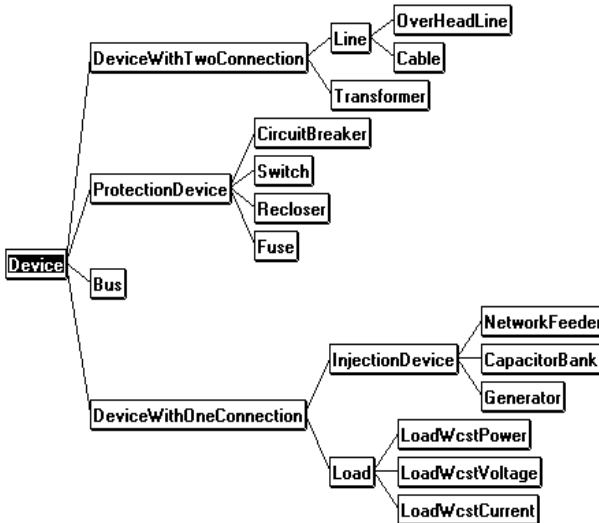 OverHeadLine
Line
Cable
DeviceWithTwoConnection
Transformer
CircuitBreaker
Switch
ProtectionDevice
Recloser
Fuse
Device
Bus
NetworkFeeder
InjectionDevice
CapacitorBank
Generator
DeviceWithOneConnection
LoadWcstPower
Load
LoadWcstVoltage
LoadWcstCurrent